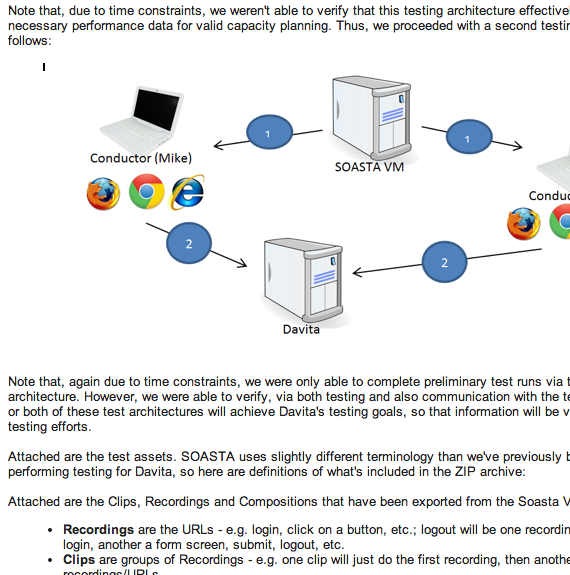 Note that, due to time constraints, we weren't able to verify that this testing architecture
necessary performance data for valid capacity planning. Thus, we proceeded with a second
follows:
1
1
SOASTA VM
Conductor (Mike)
2
2
Davita
Note that, again due to time constraints, we were only able to complete preliminary test runs via
architecture. However, we were able to verify, via both testing and also communication with the
or both of these test architectures will achieve Davita's testing goals, so that information will be
testing efforts.
Attached are the test assets. SOASTA uses slightly different terminology than we've previously
performing testing for Davita, so here are definitions of what's included in the ZIP archive:
Attached are the Clips, Recordings and Compositions that have been exported from the Soasta
• Recordings are the URLs - e.g. login, click on a button, etc.; logout will be one
login, another a form screen, submit, logout, etc.
• Clips are groups of Recordings - e.g. one clip will just do the first recording, then
recordings/URLs